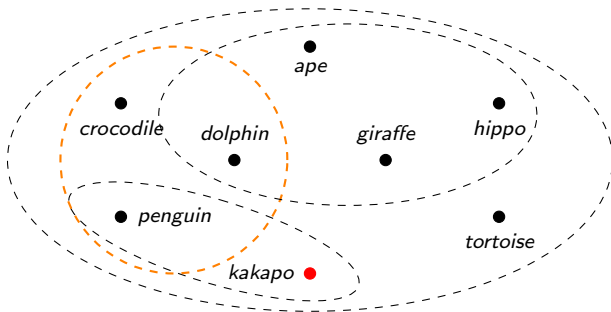 ape
crocodile
dolphin
giraffe
hippo
penguin
tortoise
kakapo